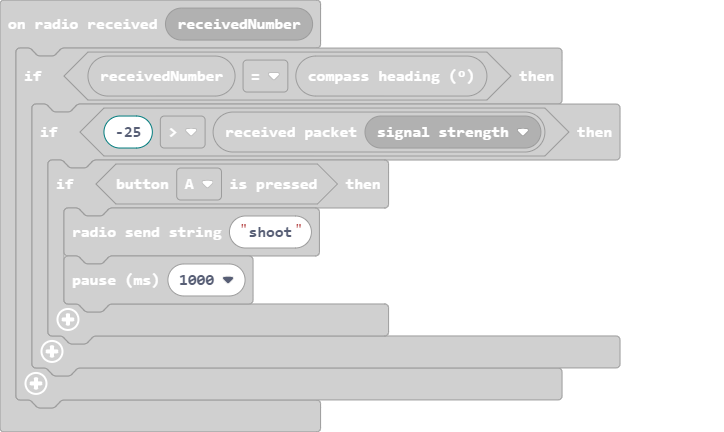 on radio received receivedNumber
if receivedNumber = compass heading (º) then
if -25 > received packet signal strength then
if button A is pressed then
radio send string "shoot"
pause (ms) 1000